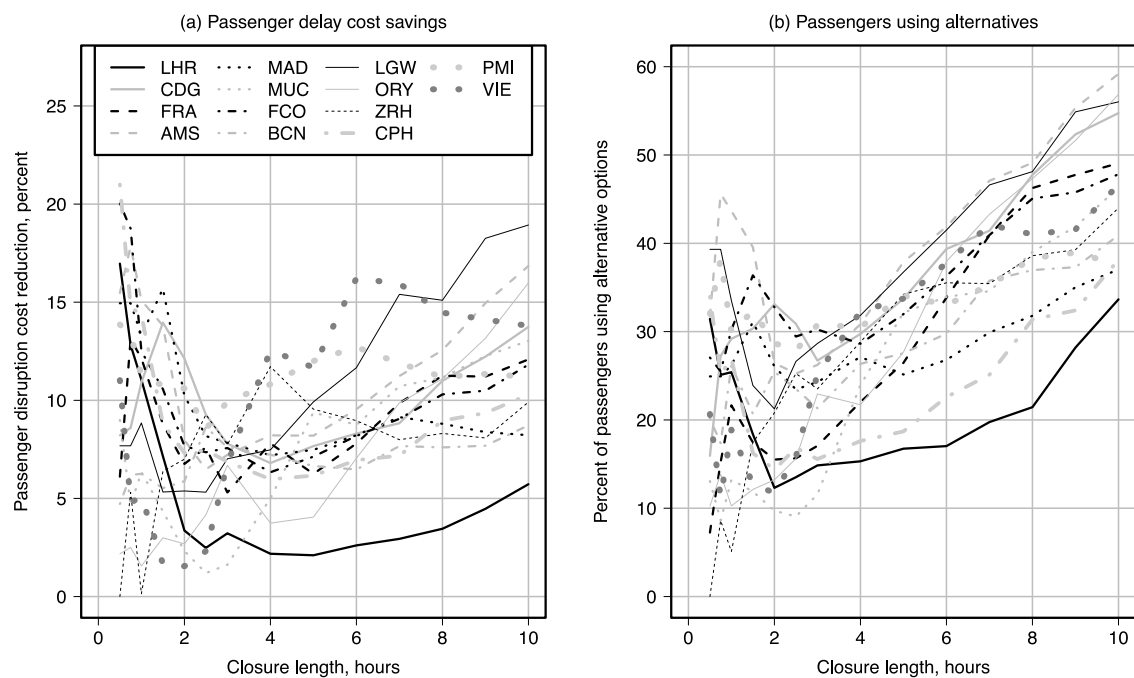 (a) Passenger delay cost savings
Passenger disruption cost reduction, percent
25
20
15
10
5
0
LHR MAD LGW PMI
CDG MUC ORY VIE
FRA FCO ZRH
AMS BCN CPH
0 2 4 6 8 10
Closure length, hours
(b) Passengers using alternatives
Percent of passengers using alternative options
60
50
40
30
20
10
0
0 2 4 6 8 10
Closure length, hours